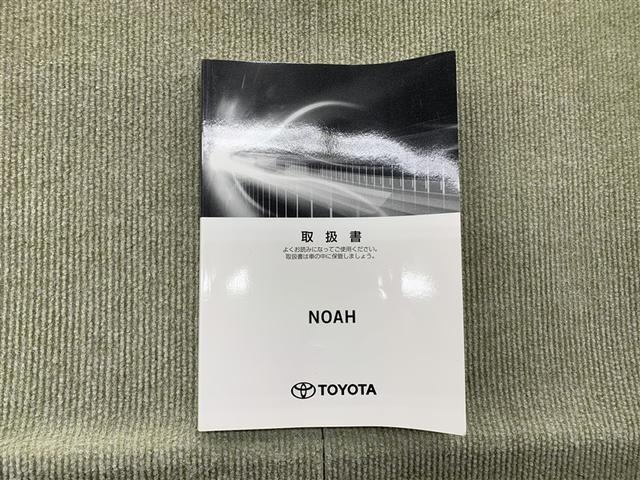 取扱書
よくお読みになってご使用ください。
取扱書は車の中に保管しましょう。
NOAH
TOYOTA